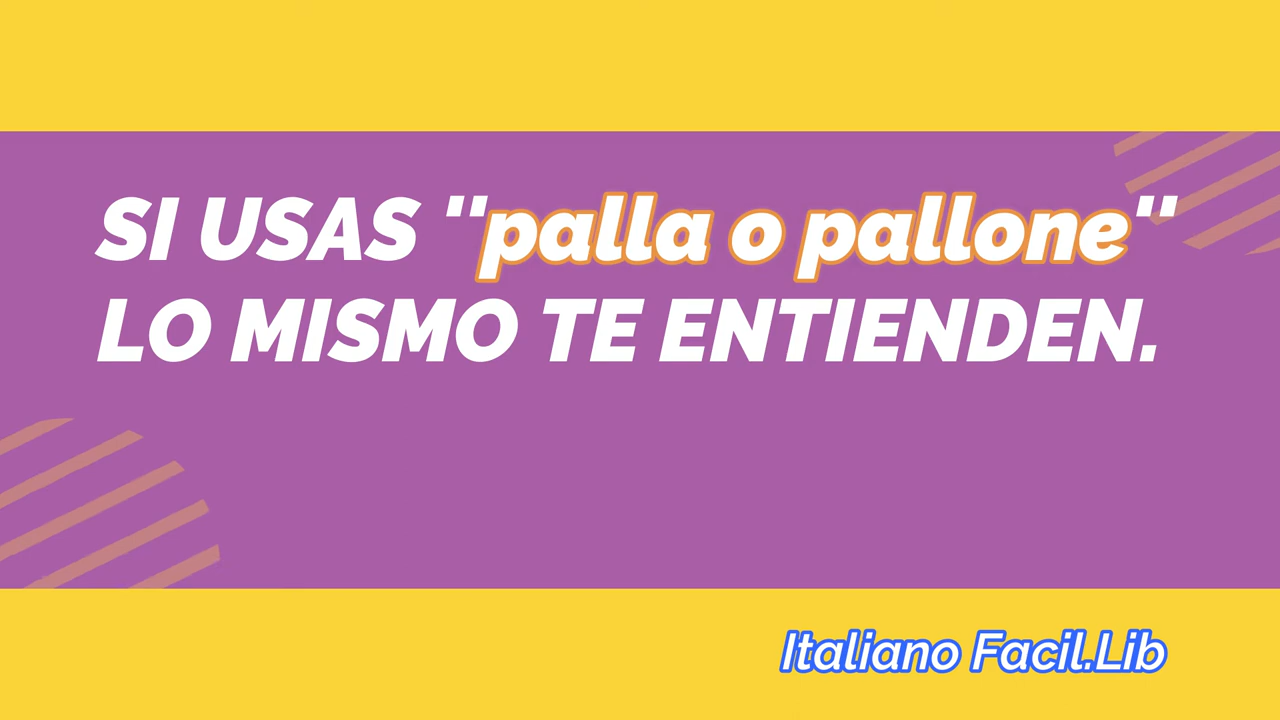 SI USAS "palla o pallone"
LO MISMO TE ENTIENDEN.
Italiano Facil.Lib